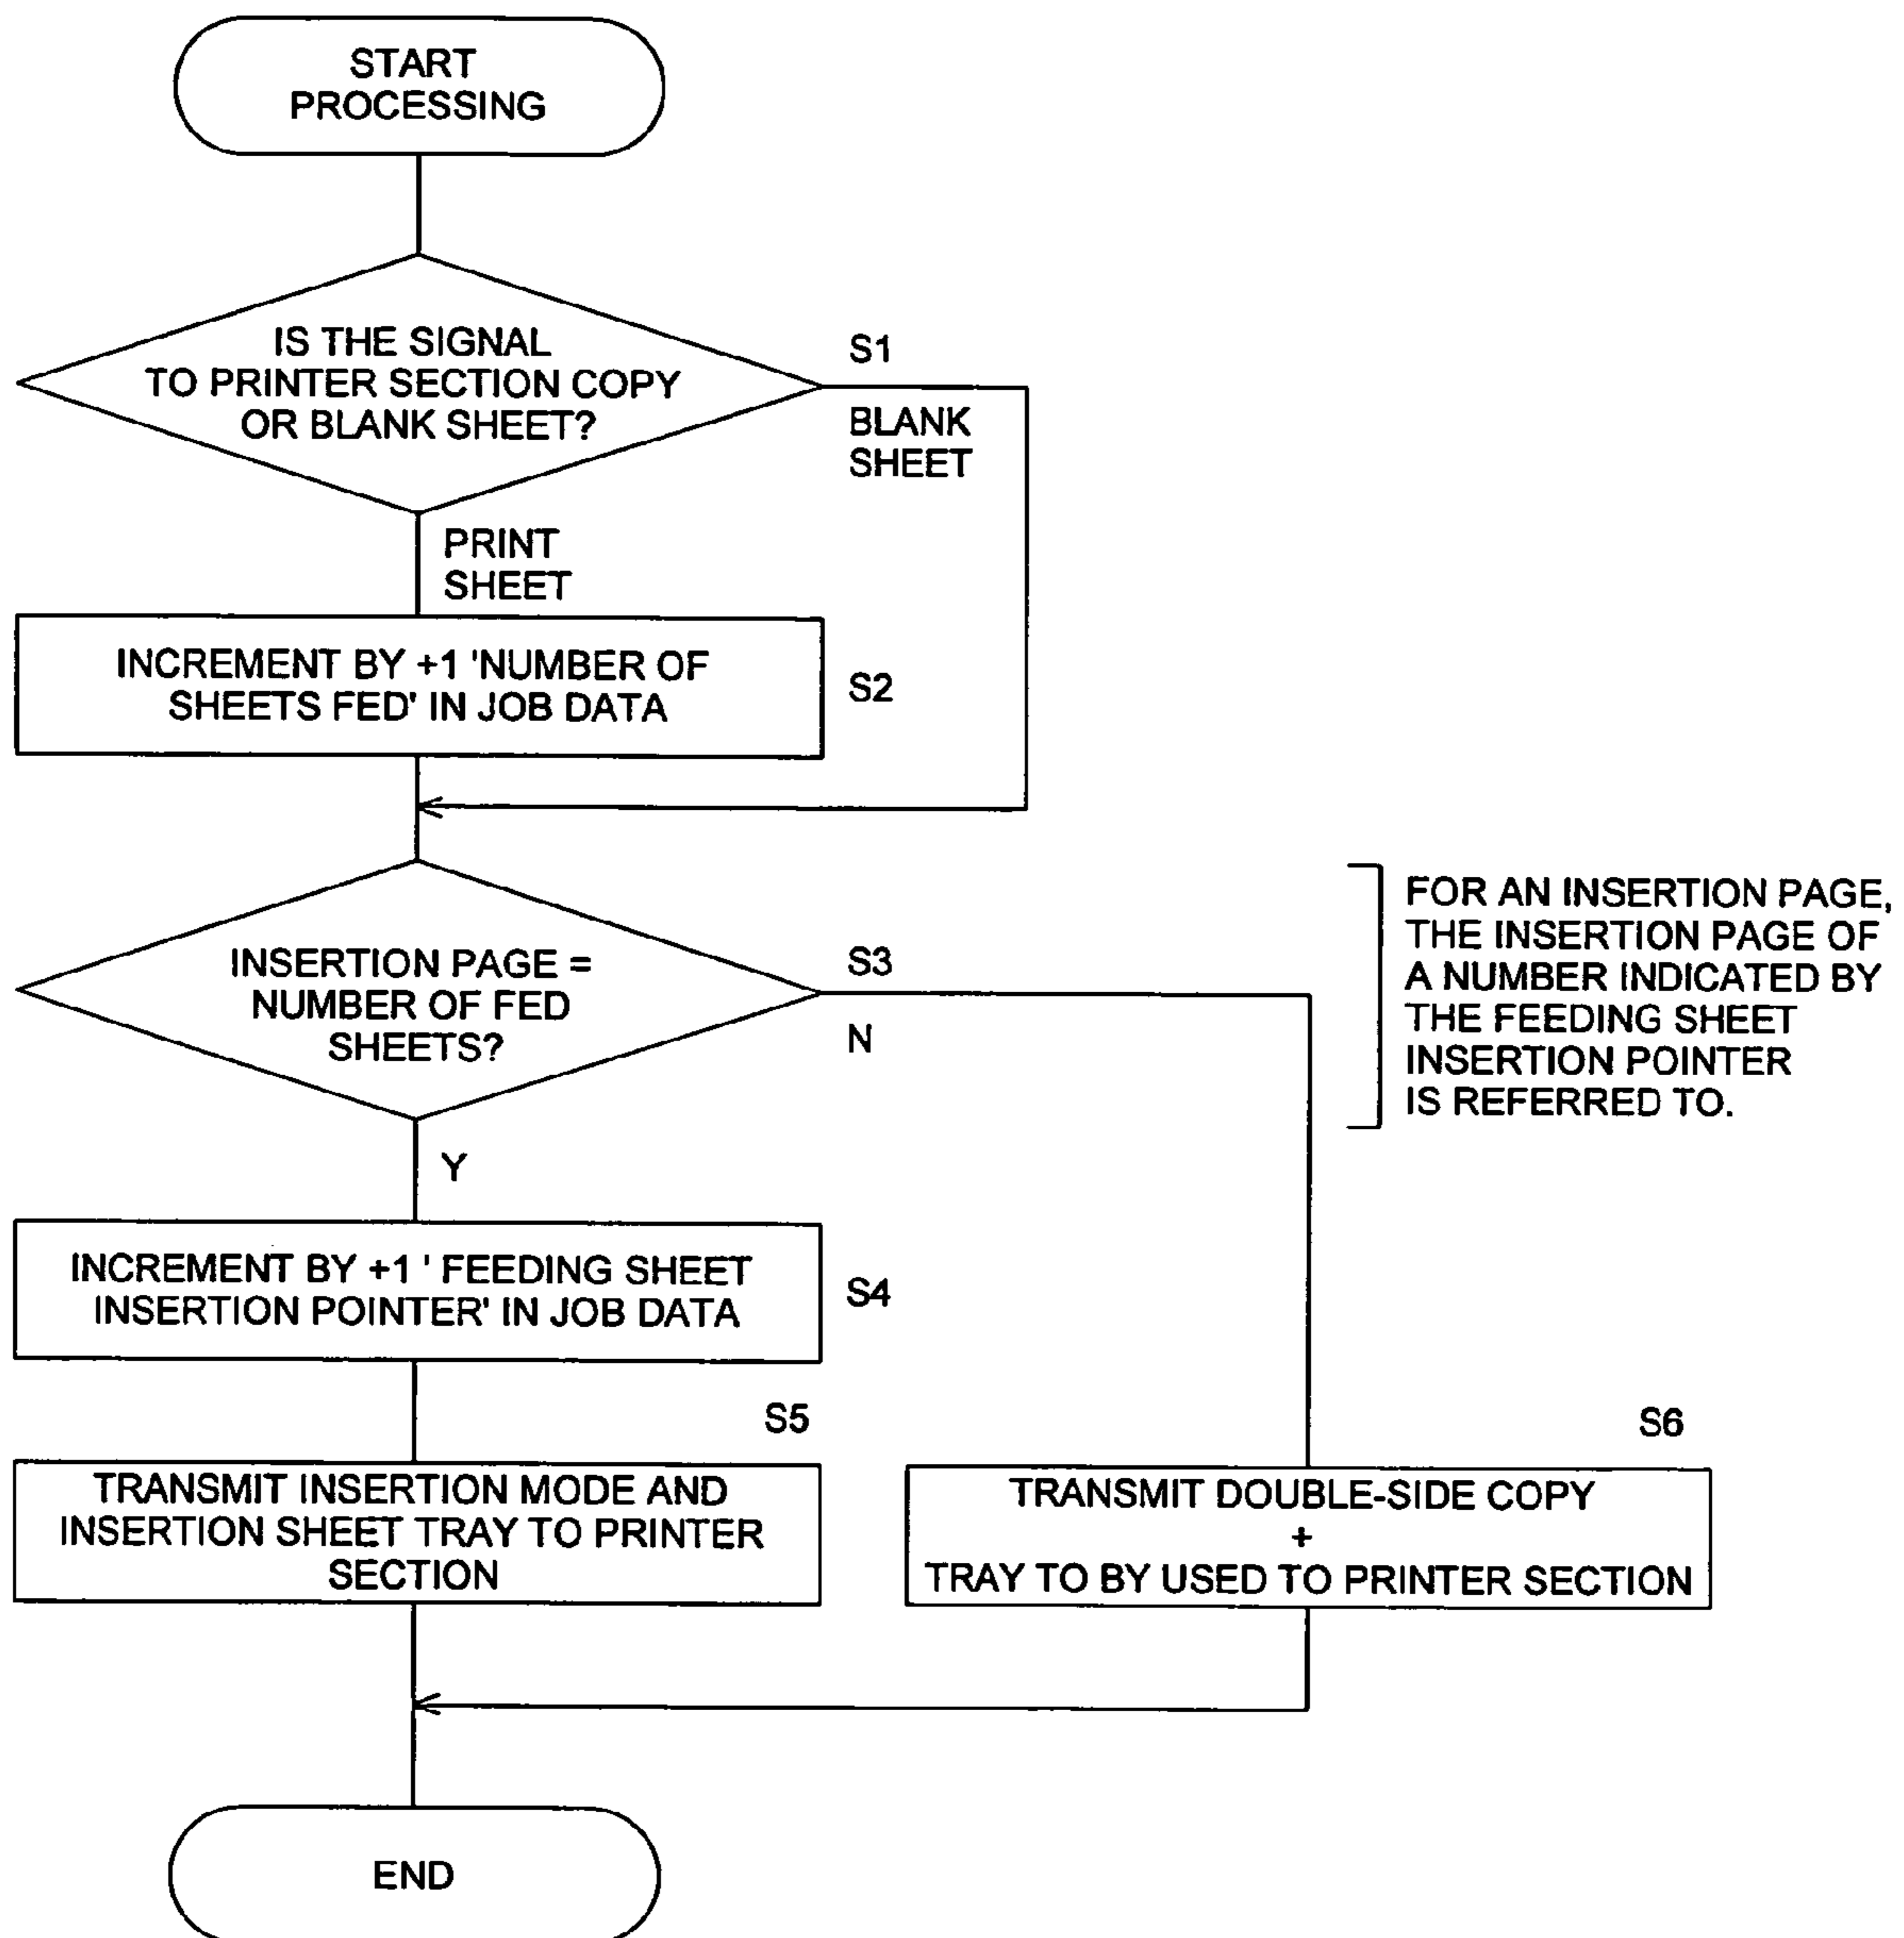 START
PROCESSING
IS THE SIGNAL
TO PRINTER SECTION COPY
OR BLANK SHEET?
S1
BLANK
SHEET
PRINT
SHEET
INCREMENT BY +1 'NUMBER OF
SHEETS FED' IN JOB DATA
S2
INSERTION PAGE =
NUMBER OF FED
SHEETS?
S3
N
FOR AN INSERTION PAGE,
THE INSERTION PAGE OF
A NUMBER INDICATED BY
THE FEEDING SHEET
INSERTION POINTER
IS REFERRED TO.
Y
INCREMENT BY +1 ' FEEDING SHEET
INSERTION POINTER' IN JOB DATA
S4
S5
TRANSMIT INSERTION MODE AND
INSERTION SHEET TRAY TO PRINTER
SECTION
S6
TRANSMIT DOUBLE-SIDE COPY
+
TRAY TO BY USED TO PRINTER SECTION
END